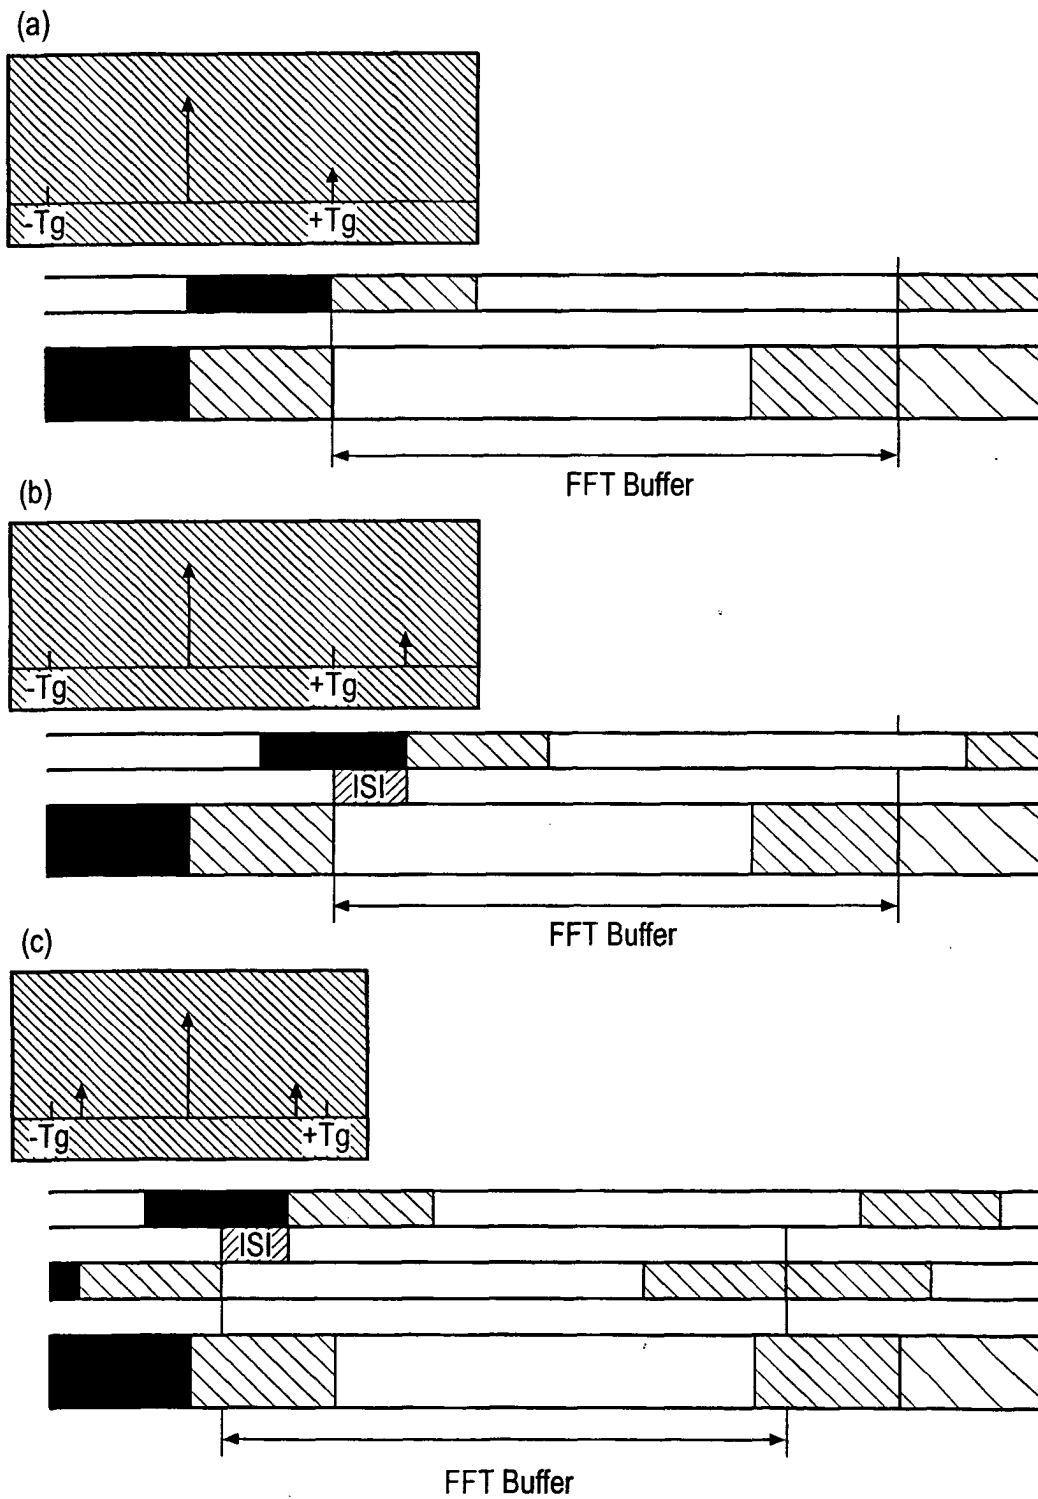 (a)
-Tg +Tg
FFT Buffer
(b)
-Tg +Tg
ISI
FFT Buffer
(c)
-Tg +Tg
ISI
FFT Buffer